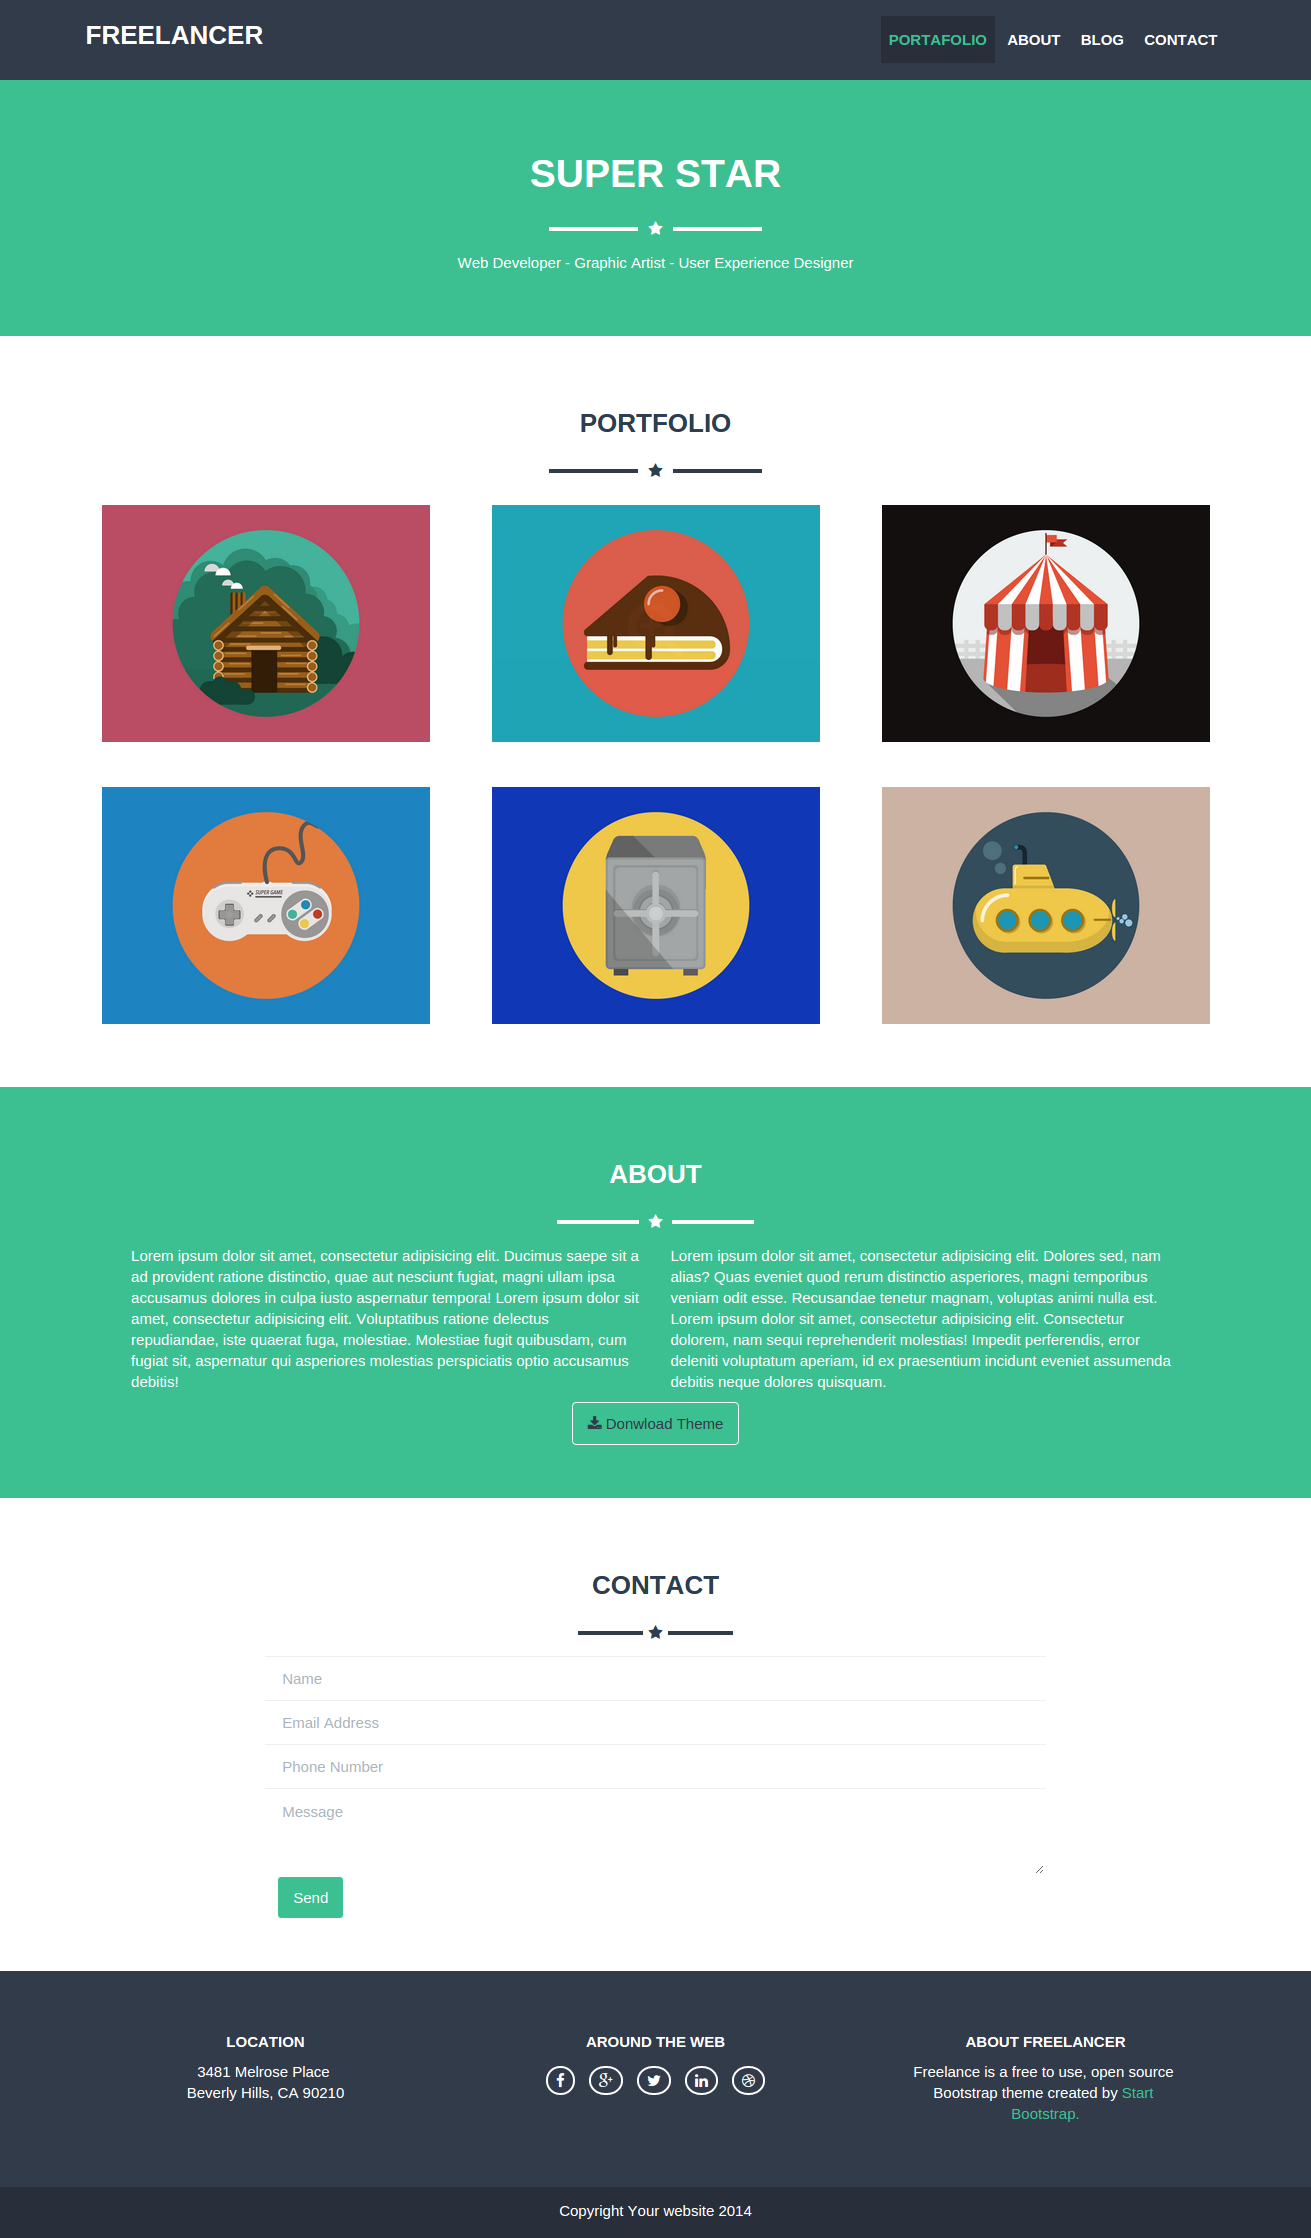 FREELANCER
PORTAFOLIO ABOUT BLOG CONTACT
SUPER STAR
Web Developer - Graphic Artist - User Experience Designer
PORTFOLIO
SUPER GAME
ABOUT
Lorem ipsum dolor sit amet, consectetur adipisicing elit. Ducimus saepe sit a
ad provident ratione distinctio, quae aut nesciunt fugiat, magni ullam ipsa
accusamus dolores in culpa iusto aspernatur tempora! Lorem ipsum dolor sit
amet, consectetur adipisicing elit. Voluptatibus ratione delectus
repudiandae, iste quaerat fuga, molestiae. Molestiae fugit quibusdam, cum
fugiat sit, aspernatur qui asperiores molestias perspiciatis optio accusamus
debitis!
Lorem ipsum dolor sit amet, consectetur adipisicing elit. Dolores sed, nam
alias? Quas eveniet quod rerum distinctio asperiores, magni temporibus
veniam odit esse. Recusandae tenetur magnam, voluptas animi nulla est.
Lorem ipsum dolor sit amet, consectetur adipisicing elit. Consectetur
dolorem, nam sequi reprehenderit molestias! Impedit perferendis, error
deleniti voluptatum aperiam, id ex praesentium incidunt eveniet assumenda
debitis neque dolores quisquam.
Donwload Theme
CONTACT
Name
Email Address
Phone Number
Message
Send
LOCATION
3481 Melrose Place
Beverly Hills, CA 90210
AROUND THE WEB
ABOUT FREELANCER
Freelance is a free to use, open source
Bootstrap theme created by Start
Bootstrap.
Copyright Your website 2014